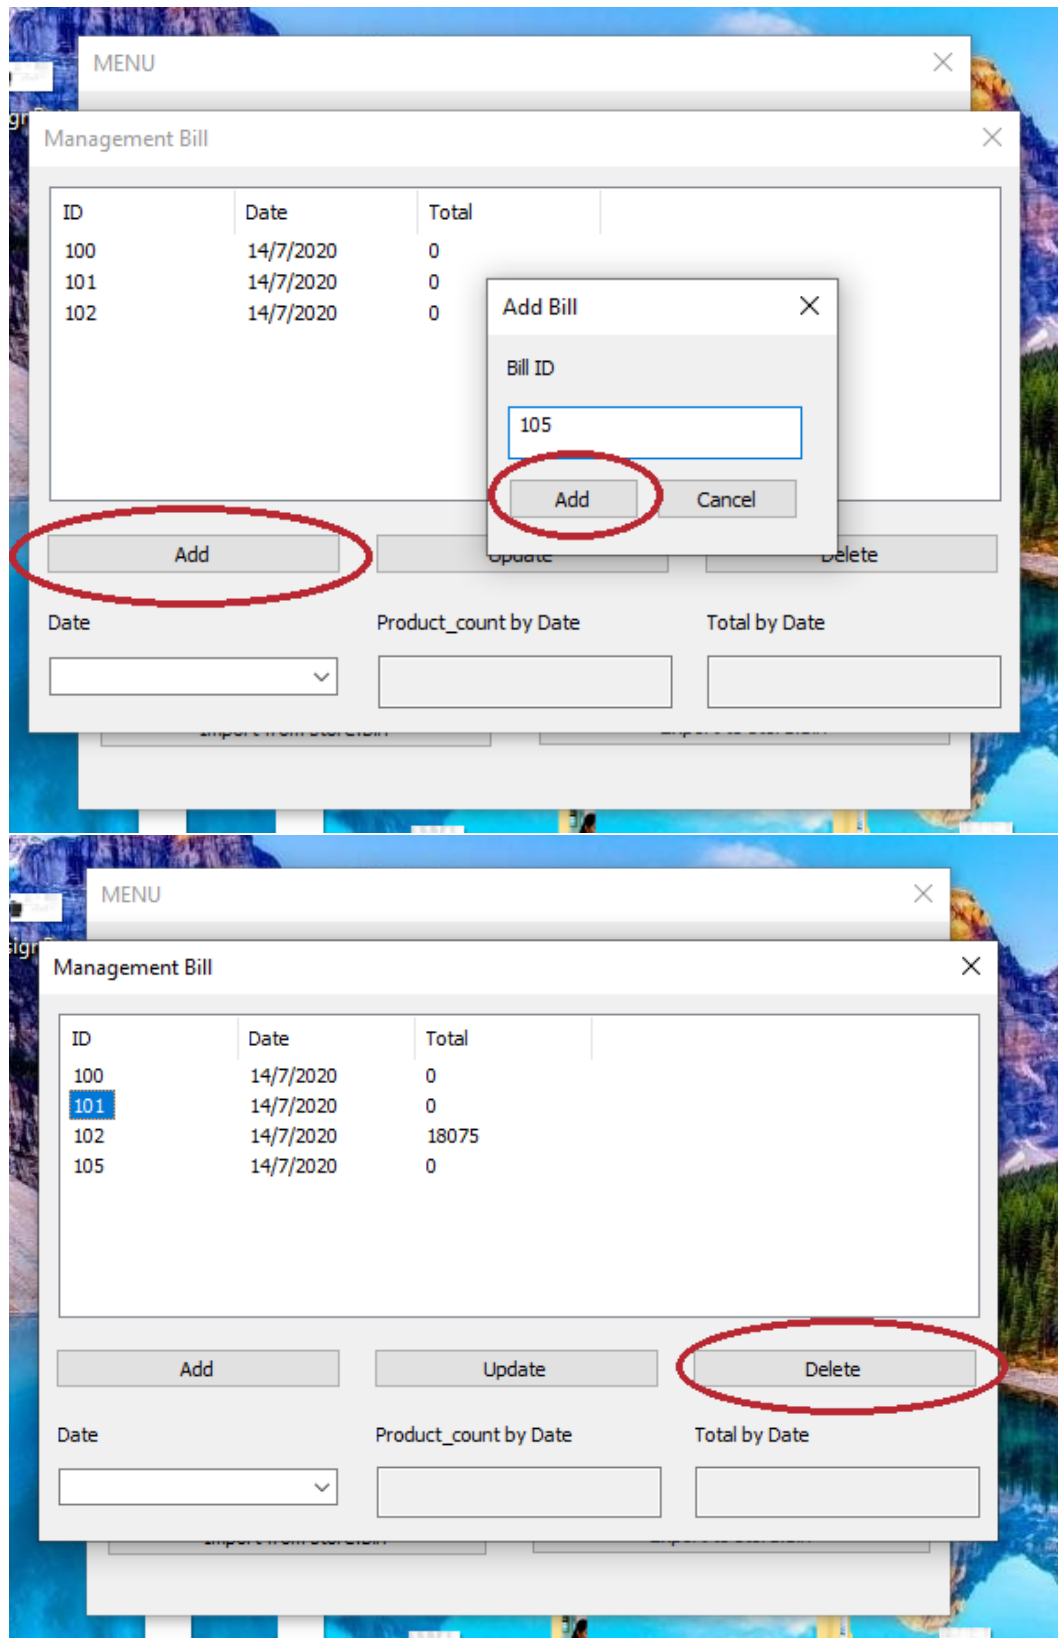 MENU
Management Bill
ID Date Total
100 14/7/2020 0
101 14/7/2020 0
102 14/7/2020 0
Add Bill
Bill ID
105
Add Cancel
Add Update Delete
Date Product_count by Date Total by Date
MENU
Management Bill
ID Date Total
100 14/7/2020 0
101 14/7/2020 0
102 14/7/2020 18075
105 14/7/2020 0
Add Update Delete
Date Product_count by Date Total by Date